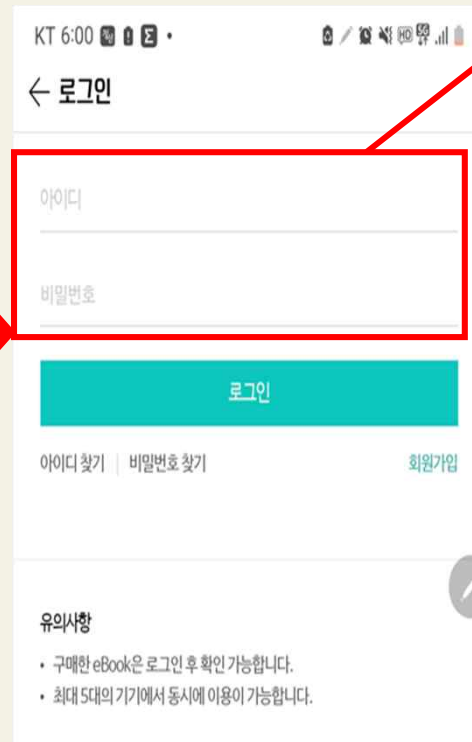 KT 6:00
← 로그인
아이디
비밀번호
로그인
아이디 찾기 | 비밀번호 찾기 회원가입
유의사항
• 구매한 eBook은 로그인 후 확인 가능합니다.
• 최대 5대의 기기에서 동시에 이용이 가능합니다.